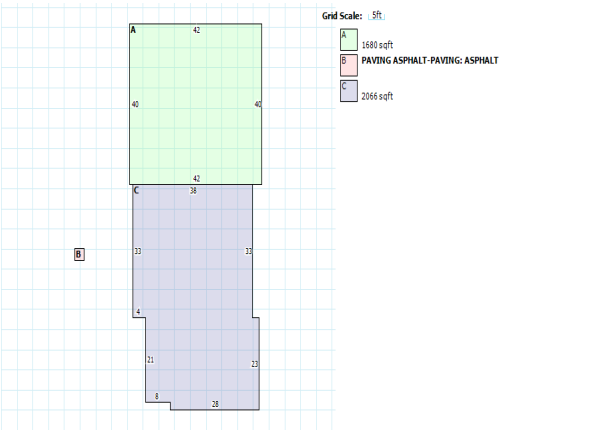 Grid Scale: 5ft
A
1680 sqft
B PAVING ASPHALT-PAVING: ASPHALT
C
2066 sqft
A
42
40
40
42
C
38
33
33
B
4
21
23
8
28